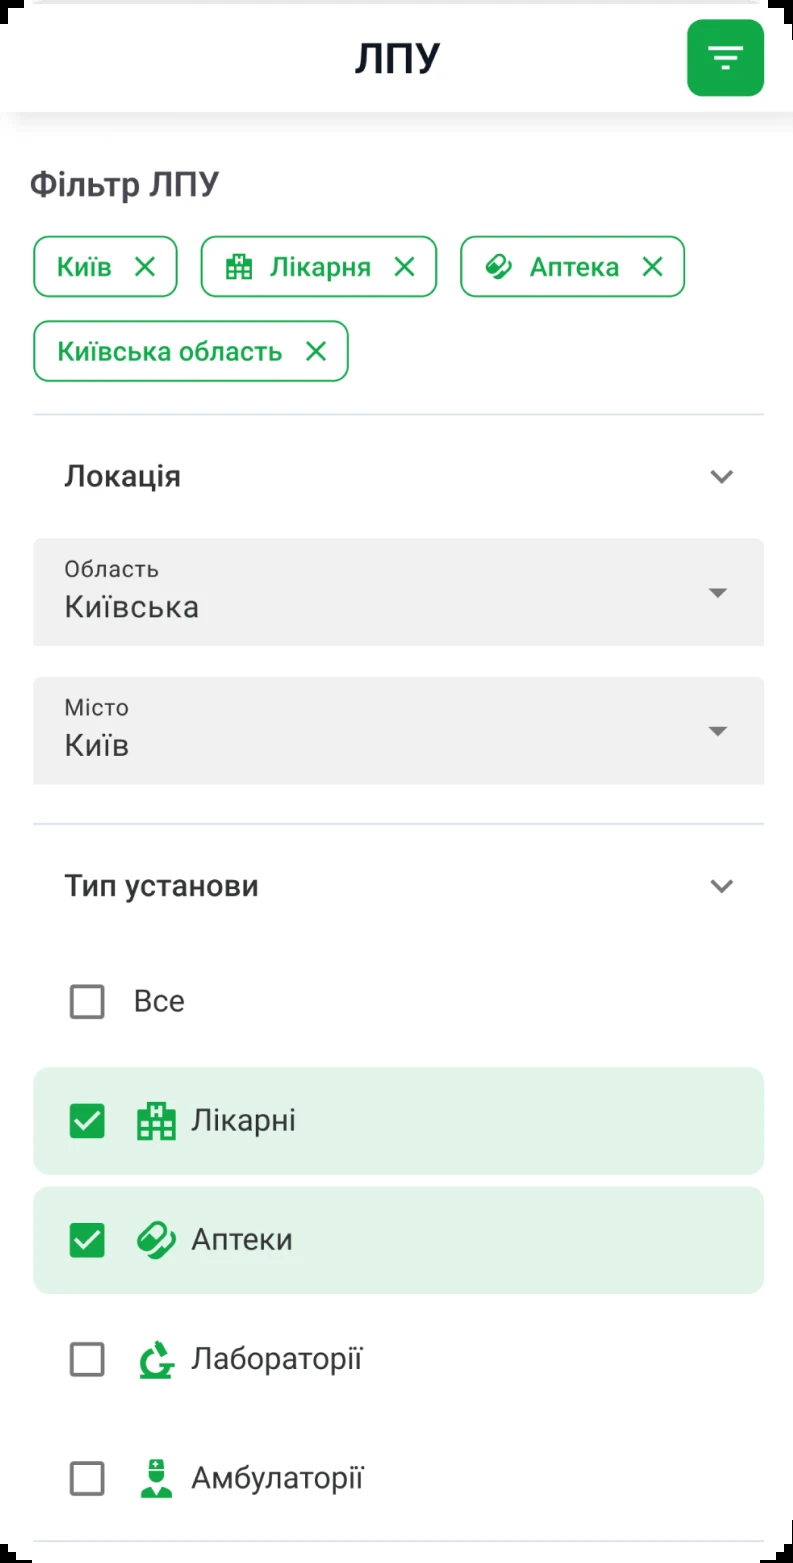 ЛПУ
Фільтр ЛПУ
Київ
Лікарня
Аптека
Київська область
Локація
Область
Київська
Місто
Київ
Тип установи
Все
Лікарні
Аптеки
Лабораторії
Амбулаторії